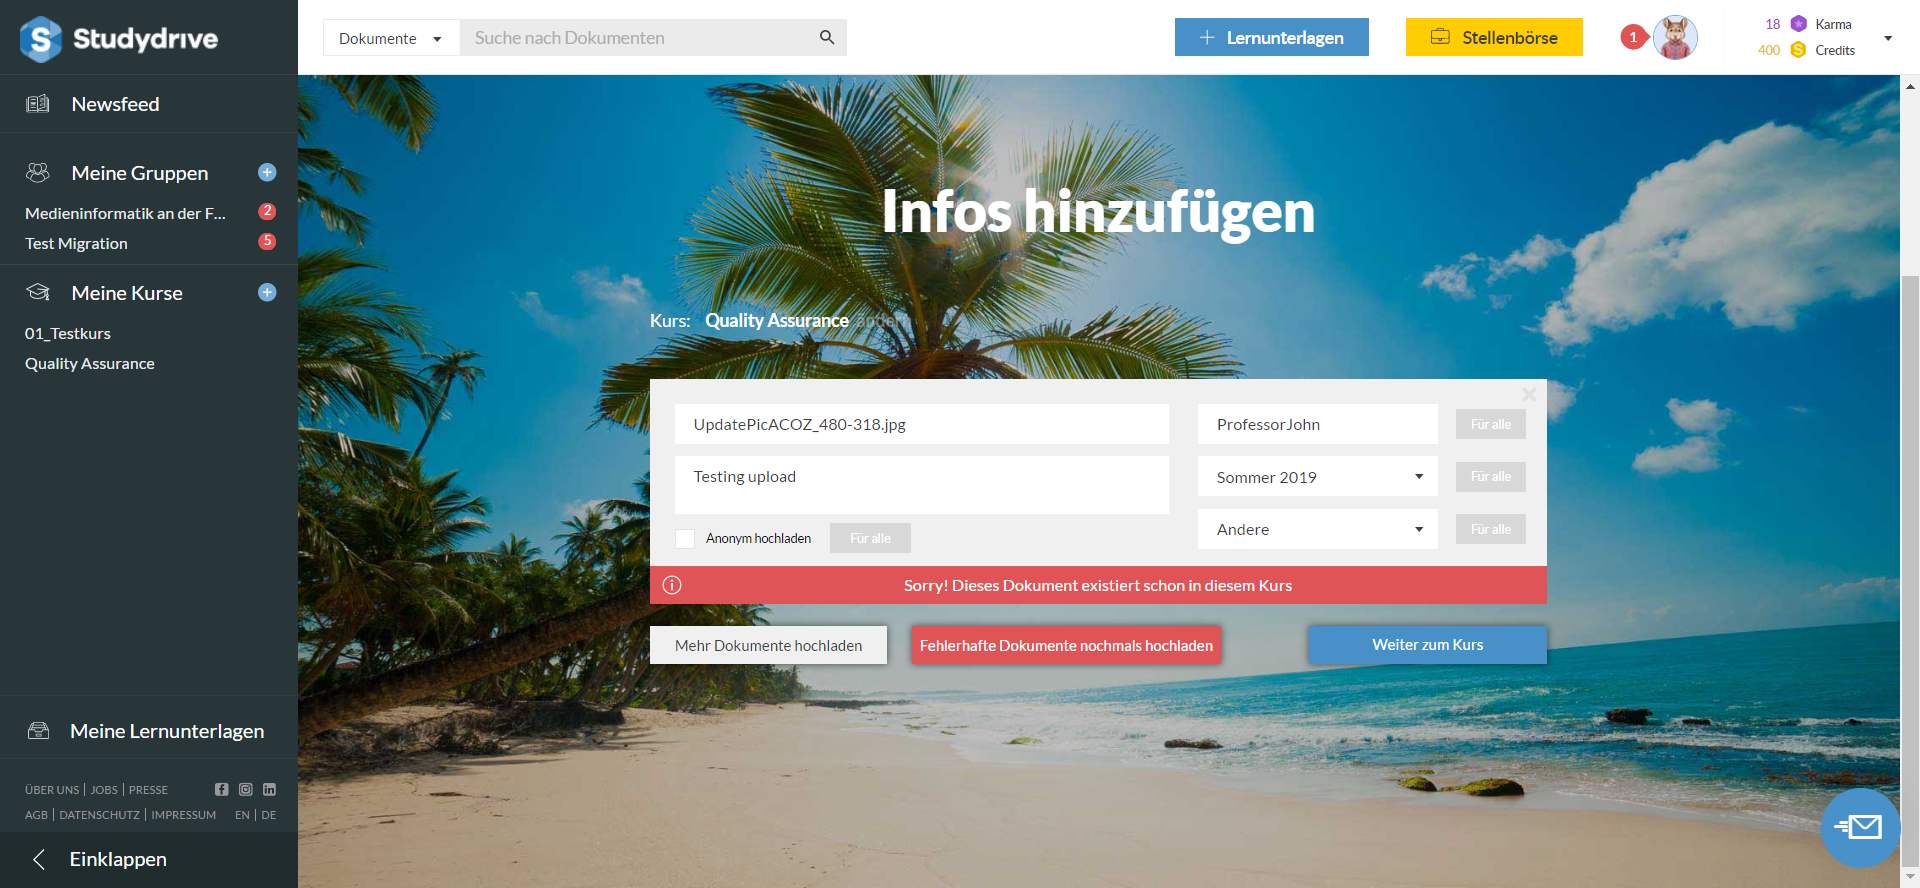 Studydrive
Dokumente
Suche nach Dokumenten
Lernunterlagen
Stellenbörse
1
18 Karma
400 S Credits
Newsfeed
Meine Gruppen
Medieninformatik an der F... 2
Test Migration 5
Meine Kurse
01_Testkurs
Quality Assurance
Infos hinzufügen
Kurs: Quality Assurance ändern
UpdatePicACOZ_480-318.jpg
ProfessorJohn
Für alle
Testing upload
Sommer 2019
Für alle
Anonym hochladen
Für alle
Andere
Für alle
Sorry! Dieses Dokument existiert schon in diesem Kurs
Mehr Dokumente hochladen
Fehlerhafte Dokumente nochmals hochladen
Weiter zum Kurs
Meine Lernunterlagen
ÜBER UNS | JOBS | PRESSE
AGB | DATENSCHUTZ | IMPRESSUM EN | DE
Einklappen